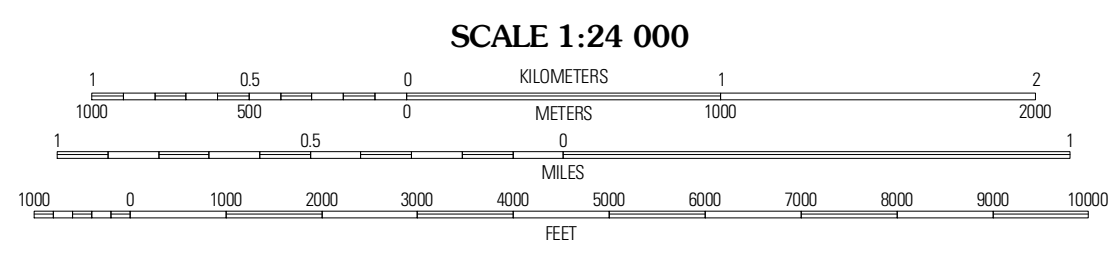 SCALE 1:24 000
1 0.5 0 KILOMETERS 1 2
1000 500 0 METERS 1000 2000
1 0.5 0 1
MILES
1000 0 1000 2000 3000 4000 5000 6000 7000 8000 9000 10000
FEET